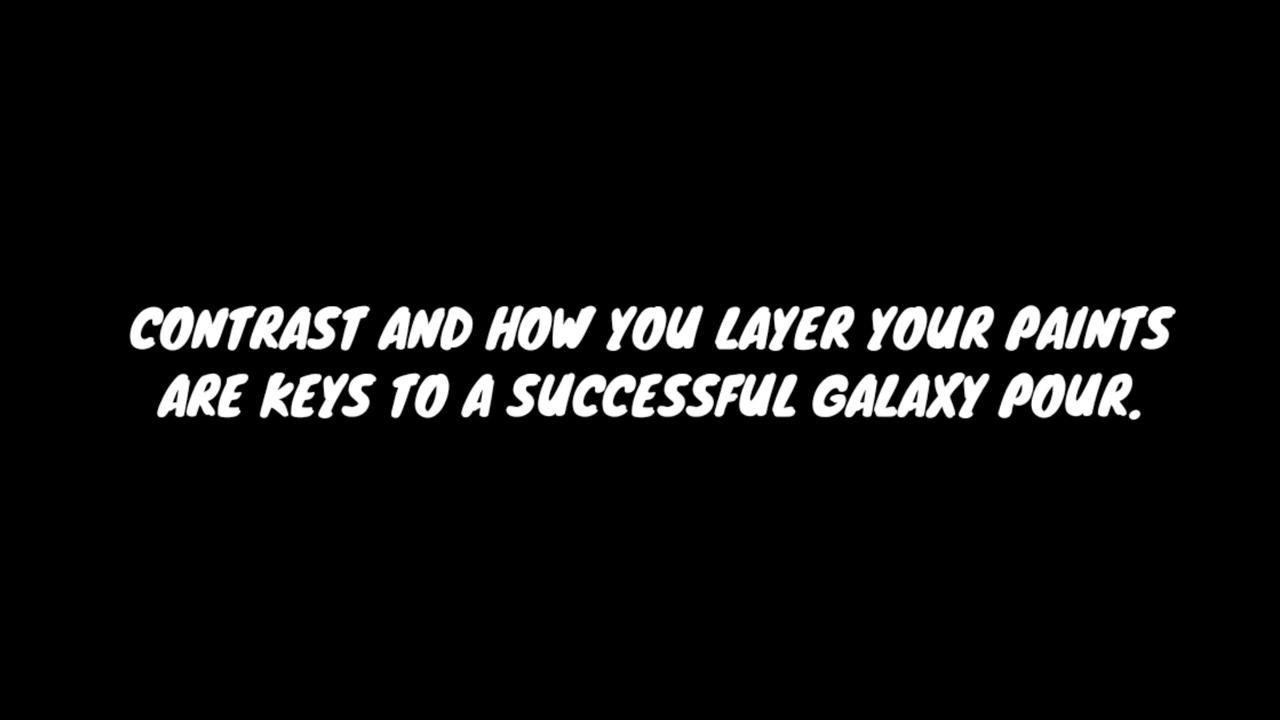 CONTRAST AND HOW YOU LAYER YOUR PAINTS
ARE KEYS TO A SUCCESSFUL GALAXY POUR.